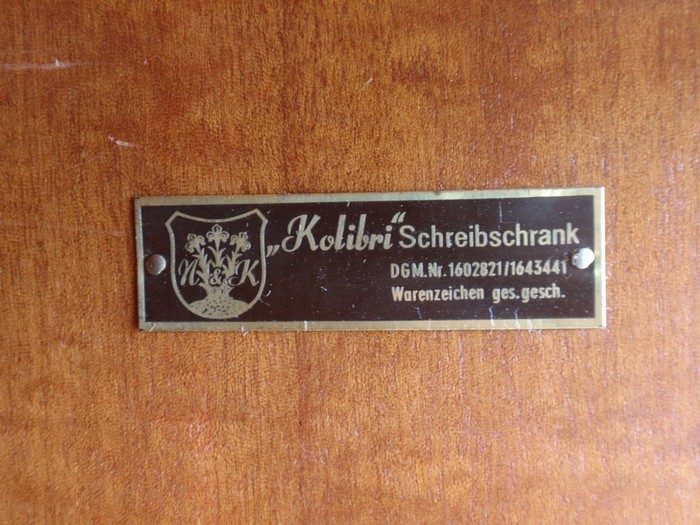 N & K
„Kolibri“ Schreibschrank
DGM.Nr. 1602821/1643441
Warenzeichen ges.gesch.